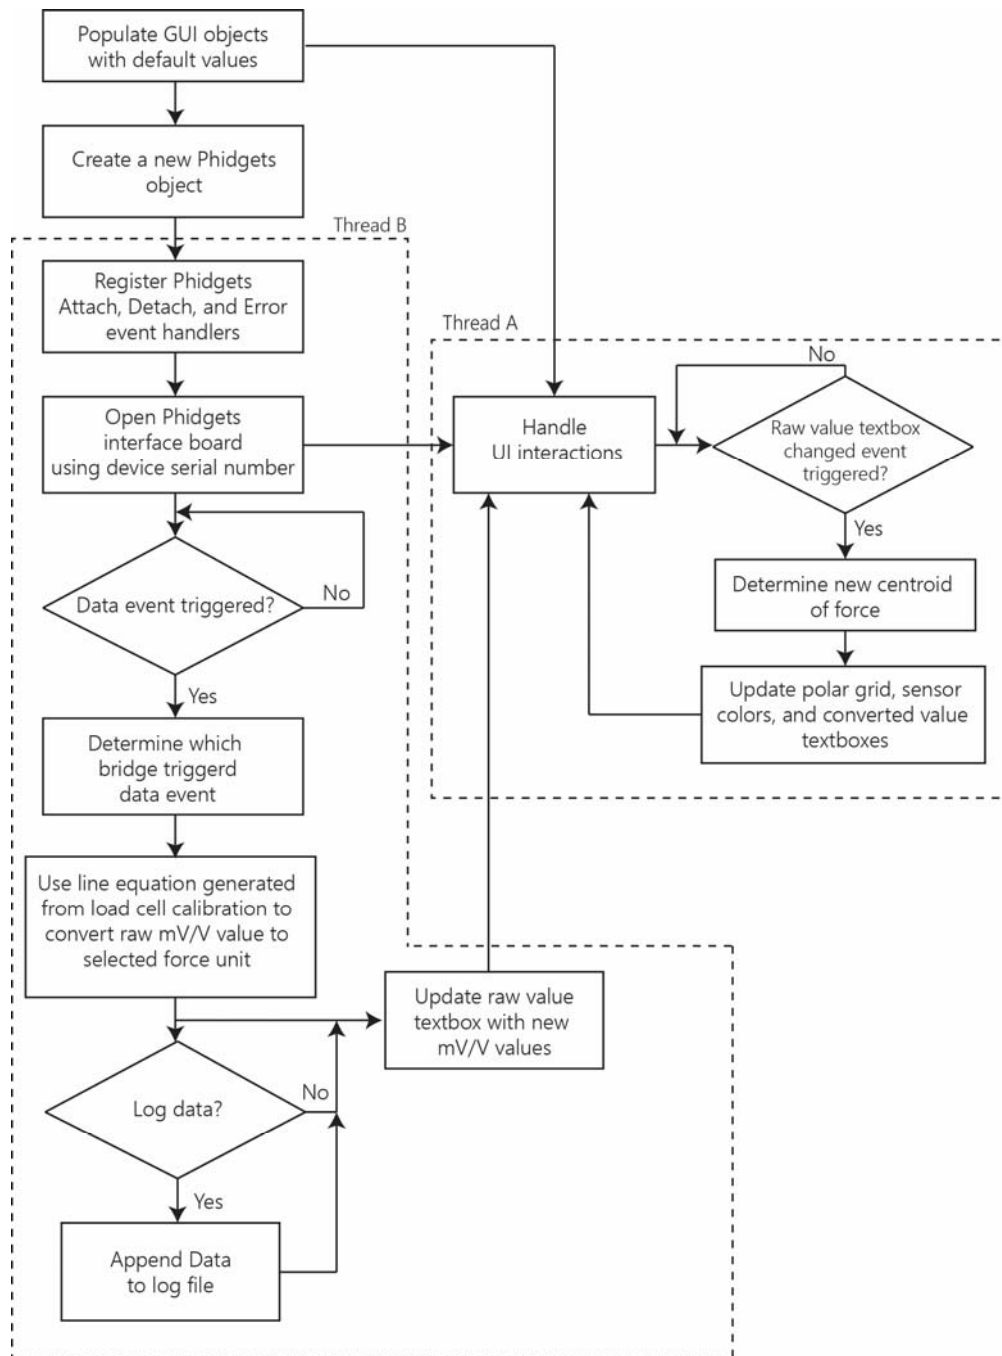 Populate GUI objects
with default values
Create a new Phidgets
object
Thread B
Register Phidgets
Attach, Detach, and Error
event handlers
Thread A
Open Phidgets
interface board
using device serial number
Handle
UI interactions
No
Raw value textbox
changed event
triggered?
Yes
Data event triggered?
No
Determine new centroid
of force
Yes
Update polar grid, sensor
colors, and converted value
textboxes
Determine which
bridge triggerd
data event
Use line equation generated
from load cell calibration to
convert raw mV/V value to
selected force unit
Update raw value
textbox with new
mV/V values
Log data?
No
Yes
Append Data
to log file